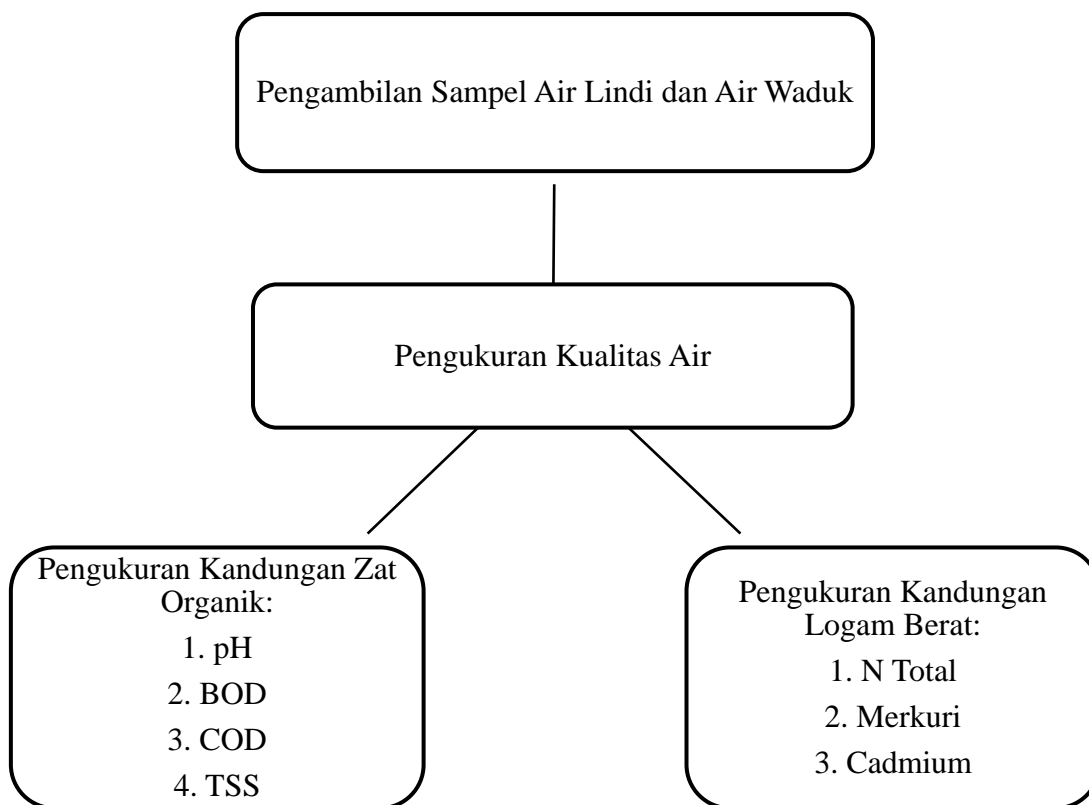 Pengambilan Sampel Air Lindi dan Air Waduk
Pengukuran Kualitas Air
Pengukuran Kandungan Zat
Organik:
1. pH
2. BOD
3. COD
4. TSS
Pengukuran Kandungan
Logam Berat:
1. N Total
2. Merkuri
3. Cadmium